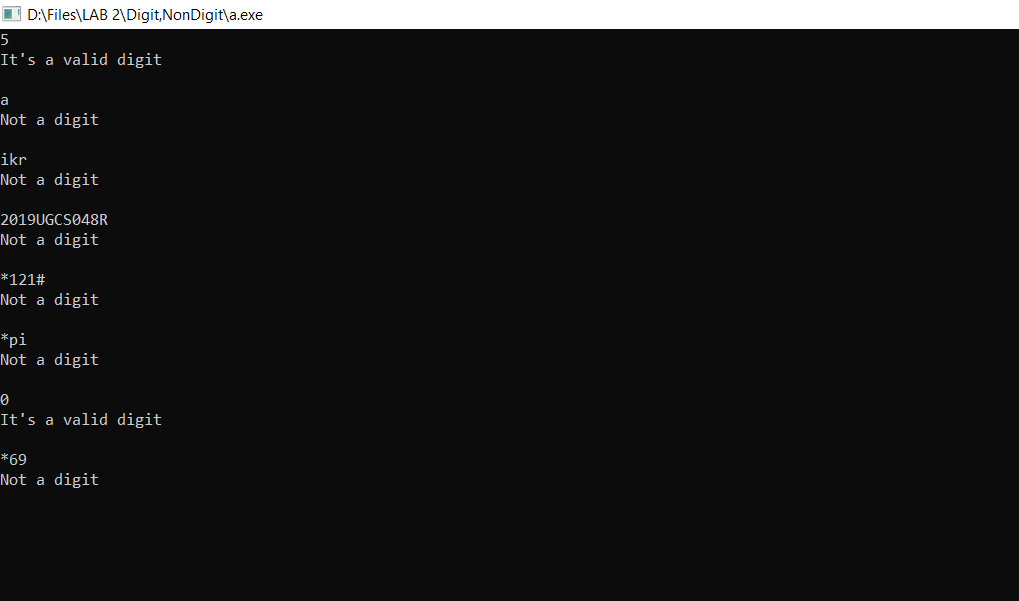 D:\Files\LAB 2\Digit,NonDigit\a.exe
5
It's a valid digit
a
Not a digit
ikr
Not a digit
2019UGCS048R
Not a digit
*121#
Not a digit
*pi
Not a digit
0
It's a valid digit
*69
Not a digit